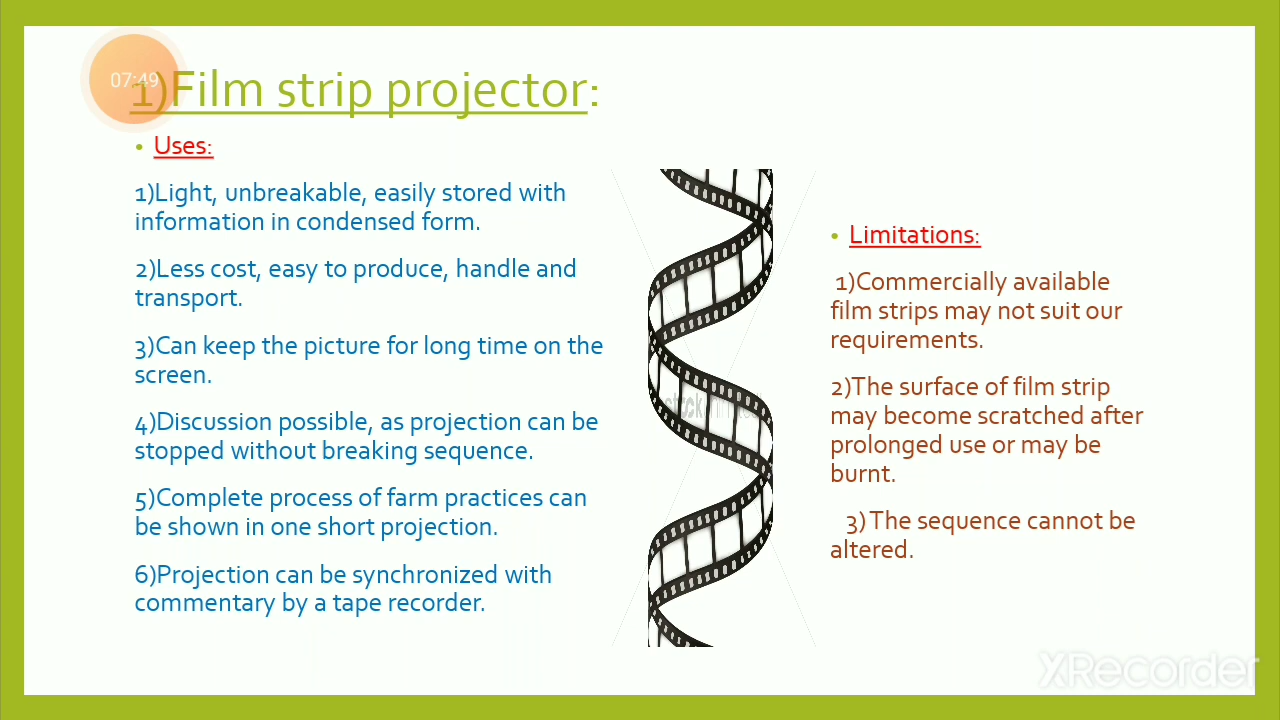 07:49
1)Film strip projector:
• Uses:
1)Light, unbreakable, easily stored with
information in condensed form.
2)Less cost, easy to produce, handle and
transport.
3)Can keep the picture for long time on the
screen.
4)Discussion possible, as projection can be
stopped without breaking sequence.
5)Complete process of farm practices can
be shown in one short projection.
6)Projection can be synchronized with
commentary by a tape recorder.
• Limitations:
1)Commercially available
film strips may not suit our
requirements.
2)The surface of film strip
may become scratched after
prolonged use or may be
burnt.
3) The sequence cannot be
altered.
XRecorder